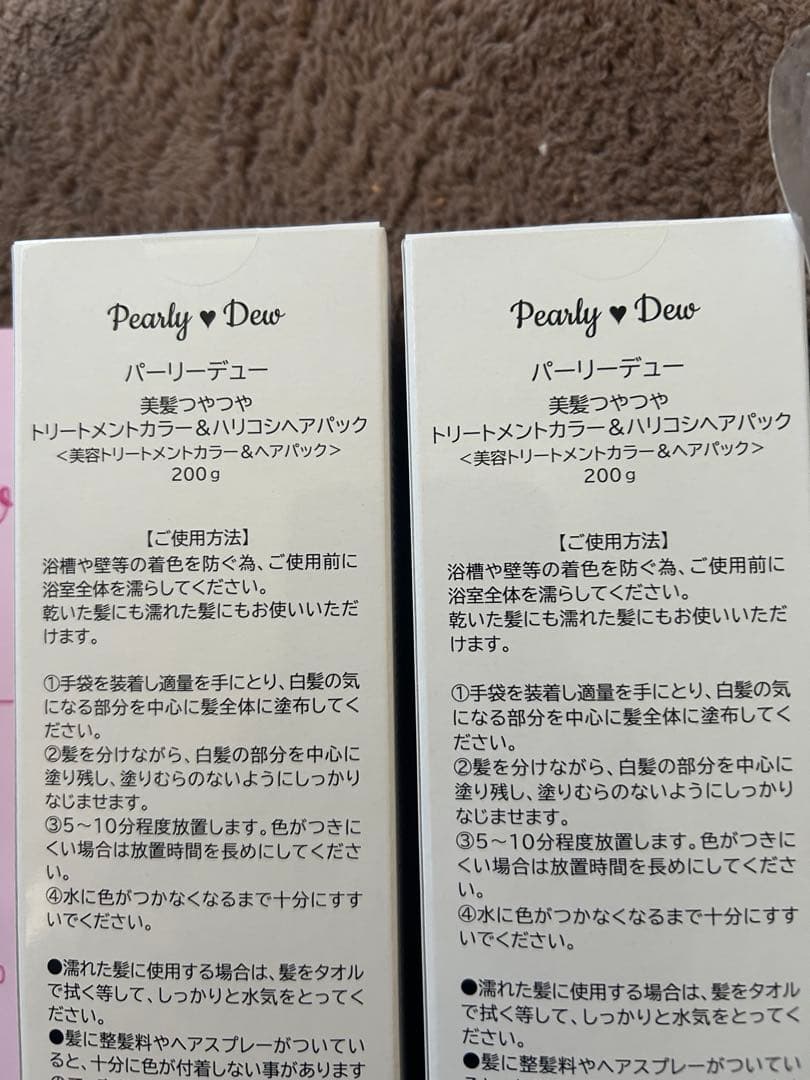 Pearly ♥ Dew
パーリーデュー
美髪つやつや
トリートメントカラー＆ハリコシヘアパック
＜美容トリートメントカラー＆ヘアパック＞
200g
【ご使用方法】
浴槽や壁等の着色を防ぐ為、ご使用前に
浴室全体を濡らしてください。
乾いた髪にも濡れた髪にもお使いいただ
けます。
①手袋を装着し適量を手にとり、白髪の気
になる部分を中心に髪全体に塗布してく
ださい。
②髪を分けながら、白髪の部分を中心に
塗り残し、塗りむらのないようにしっかり
なじませます。
③5～10分程度放置します。色がつきに
くい場合は放置時間を長めにしてくださ
い。
④水に色がつかなくなるまで十分にすす
いでください。
●濡れた髪に使用する場合は、髪をタオル
で拭く等して、しっかりと水気をとってく
ださい。
●髪に整髪料やヘアスプレーがついてい
ると、十分に色が付着しない事があります
Pearly ♥ Dew
パーリーデュー
美髪つやつや
トリートメントカラー＆ハリコシヘアパック
＜美容トリートメントカラー＆ヘアパック＞
200g
【ご使用方法】
浴槽や壁等の着色を防ぐ為、ご使用前に
浴室全体を濡らしてください。
乾いた髪にも濡れた髪にもお使いいただ
けます。
①手袋を装着し適量を手にとり、白髪の気
になる部分を中心に髪全体に塗布してく
ださい。
②髪を分けながら、白髪の部分を中心に
塗り残し、塗りむらのないようにしっかり
なじませます。
③5～10分程度放置します。色がつきに
くい場合は放置時間を長めにしてくださ
い。
④水に色がつかなくなるまで十分にすす
いでください。
●濡れた髪に使用する場合は、髪をタオル
で拭く等して、しっかりと水気をとってく
ださい。
●髪に整髪料やヘアスプレーがついてい